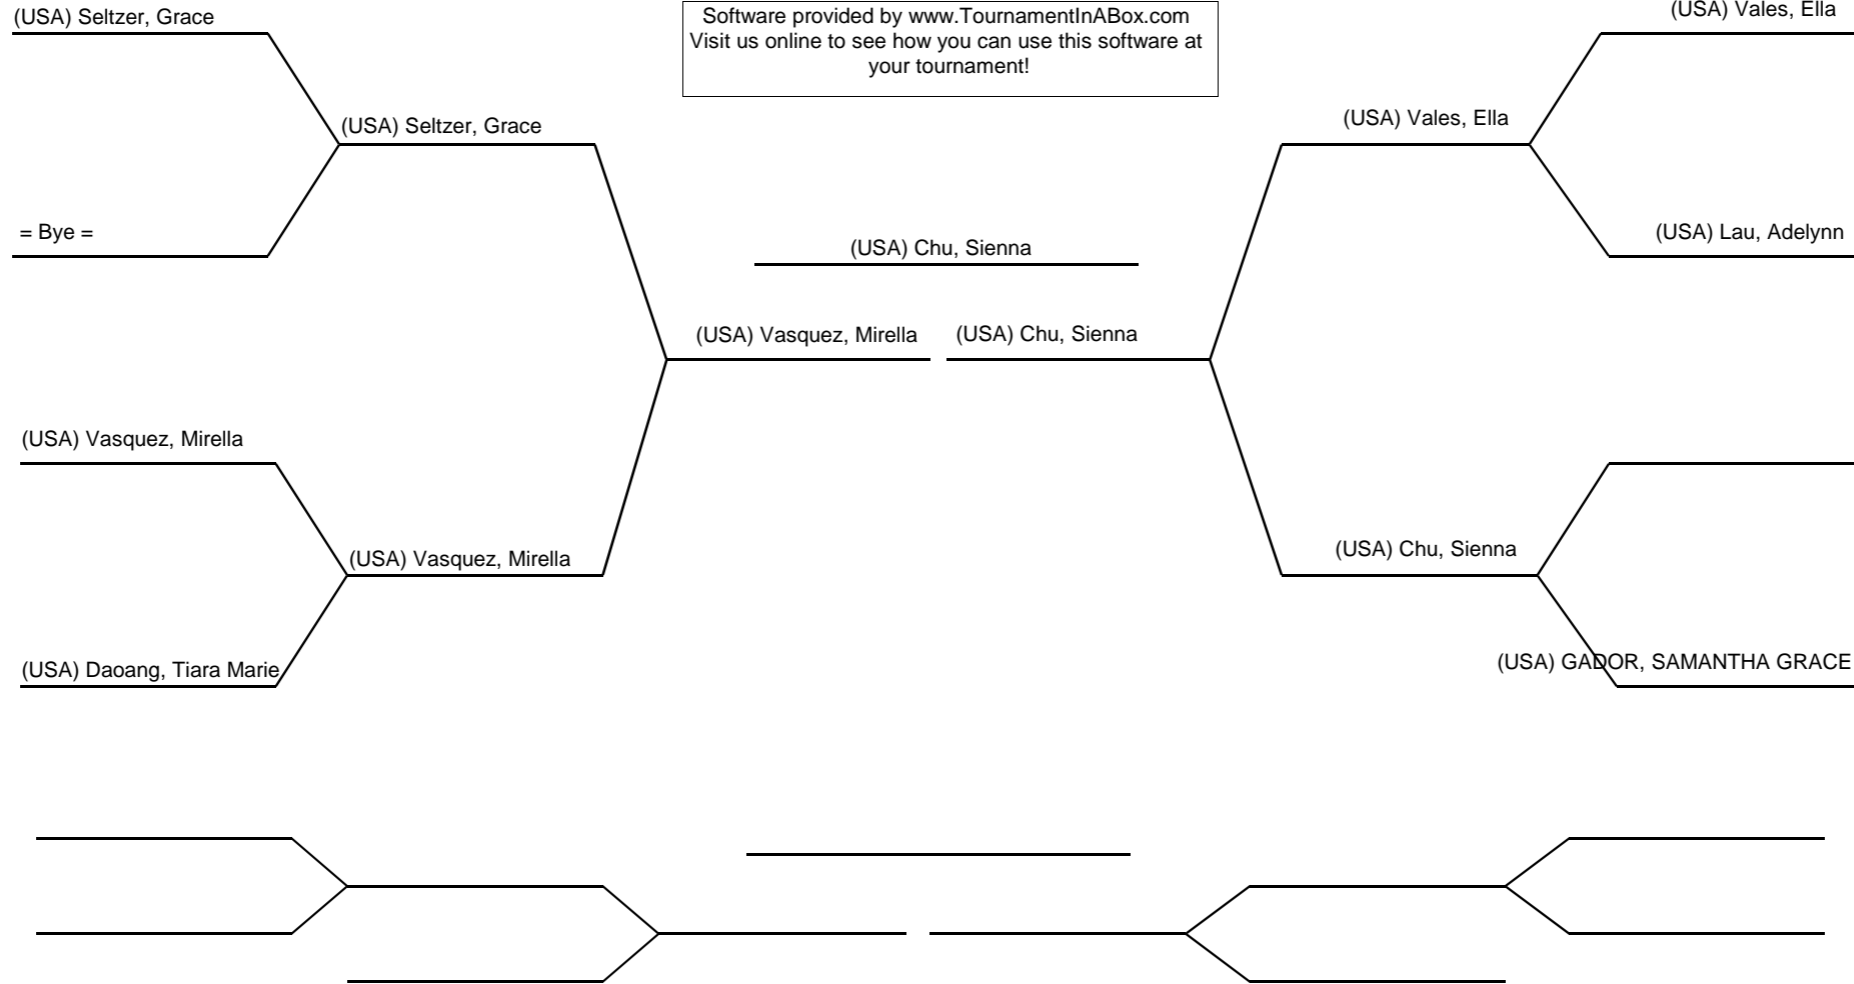 (USA) Seltzer, Grace
Software provided by www.TournamentInABox.com
Visit us online to see how you can use this software at
your tournament!
(USA) Vales, Ella
(USA) Seltzer, Grace
(USA) Vales, Ella
= Bye =
(USA) Chu, Sienna
(USA) Lau, Adelynn
(USA) Vasquez, Mirella
(USA) Chu, Sienna
(USA) Vasquez, Mirella
(USA) Vasquez, Mirella
(USA) Chu, Sienna
(USA) Daoang, Tiara Marie
(USA) GADOR, SAMANTHA GRACE